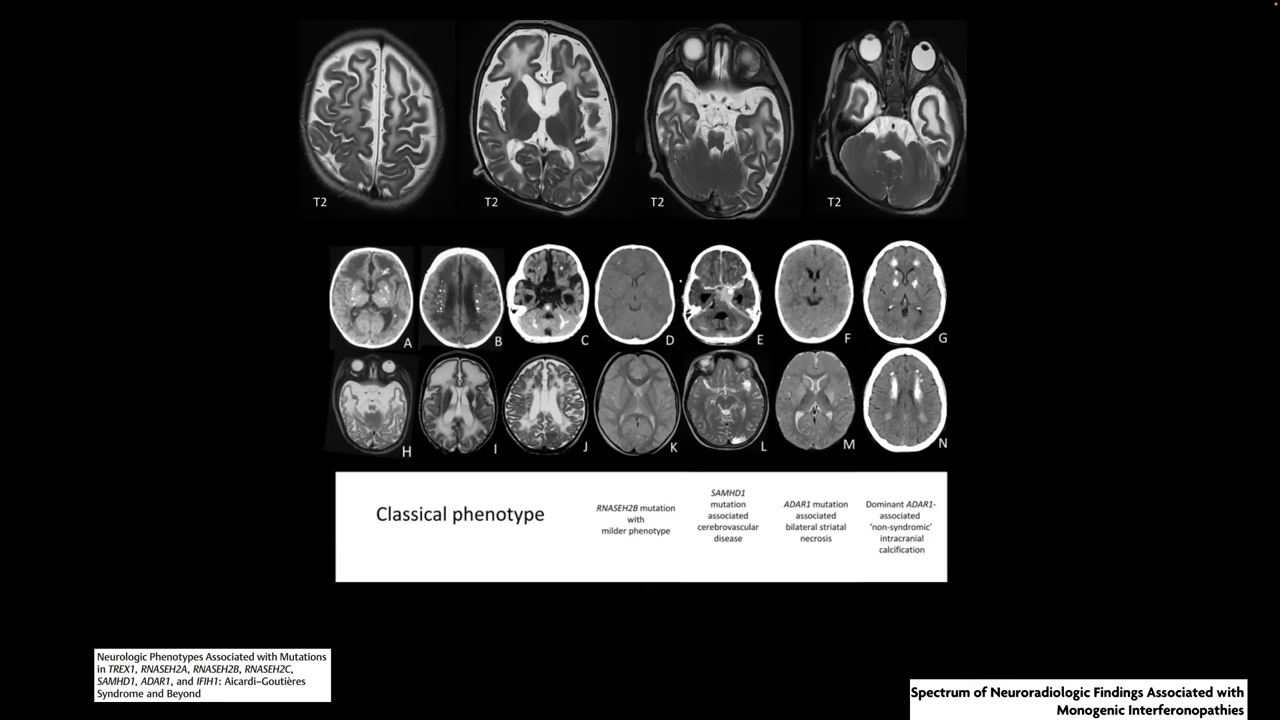 T2
T2
T2
T2
A
B
C
D
E
F
G
H
I
J
K
L
M
N
Classical phenotype
RNASEH2B mutation
with
milder phenotype
SAMHD1
mutation
associated
cerebrovascular
disease
ADAR1 mutation
associated
bilateral striatal
necrosis
Dominant ADAR1-
associated
‘non-syndromic’
intracranial
calcification
Neurologic Phenotypes Associated with Mutations
in TREX1, RNASEH2A, RNASEH2B, RNASEH2C,
SAMHD1, ADAR1, and IFIH1: Aicardi–Goutières
Syndrome and Beyond
Spectrum of Neuroradiologic Findings Associated with
Monogenic Interferonopathies